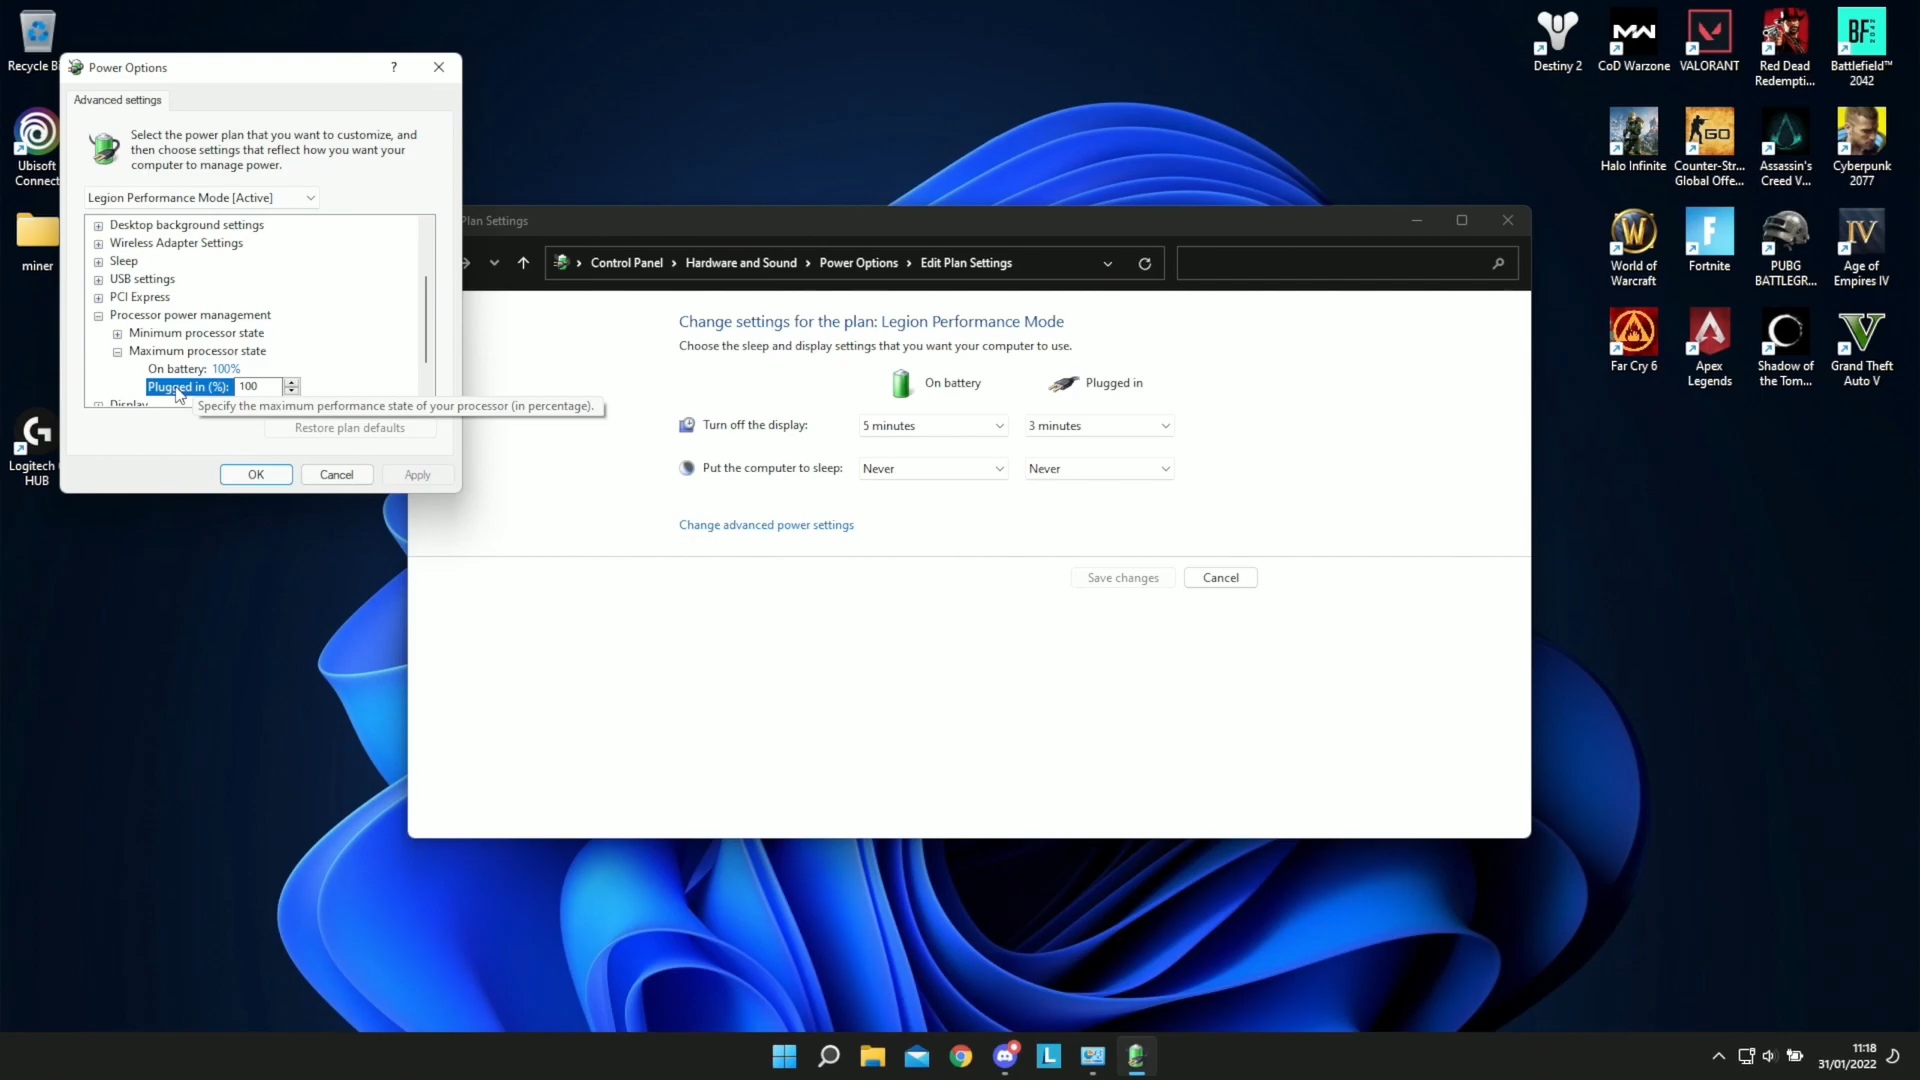 Recycle Bi
Ubisoft
Connect
miner
Logitech
HUB
Power Options
?
Advanced settings
Select the power plan that you want to customize, and
then choose settings that reflect how you want your
computer to manage power.
Legion Performance Mode [Active]
Desktop background settings
Wireless Adapter Settings
Sleep
USB settings
PCI Express
Processor power management
Minimum processor state
Maximum processor state
On battery: 100%
Plugged in (%): 100
Display
Specify the maximum performance state of your processor (in percentage).
Restore plan defaults
OK Cancel Apply
Plan Settings
Control Panel › Hardware and Sound › Power Options › Edit Plan Settings
Change settings for the plan: Legion Performance Mode
Choose the sleep and display settings that you want your computer to use.
On battery Plugged in
Turn off the display: 5 minutes 3 minutes
Put the computer to sleep: Never Never
Change advanced power settings
Save changes Cancel
MW
BF
2042
Destiny 2 CoD Warzone VALORANT Red Dead
Redempti... Battlefield™
2042
GO
Halo Infinite Counter-Str...
Global Offe... Assassin's
Creed V... Cyberpunk
2077
W F IV
World of
Warcraft Fortnite PUBG
BATTLEGR... Age of
Empires IV
V
Far Cry 6 Apex
Legends Shadow of
the Tom... Grand Theft
Auto V
L
11:18
31/01/2022